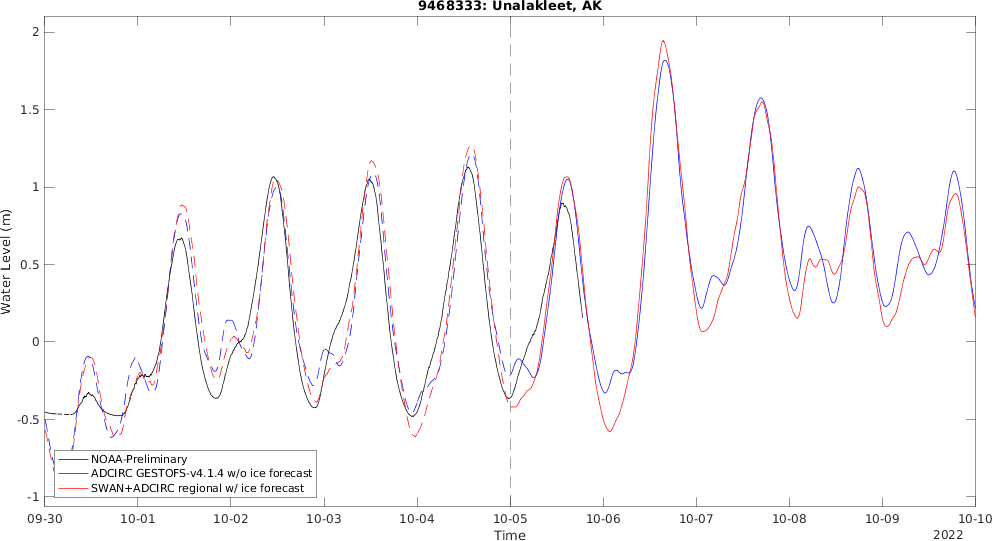 9468333: Unalakleet, AK
Water Level (m)
2
1.5
1
0.5
0
-0.5
-1
NOAA-Preliminary
ADCIRC GESTOFS-v4.1.4 w/o ice forecast
SWAN+ADCIRC regional w/ ice forecast
09-30 10-01 10-02 10-03 10-04 10-05 10-06 10-07 10-08 10-09 10-10
Time
2022